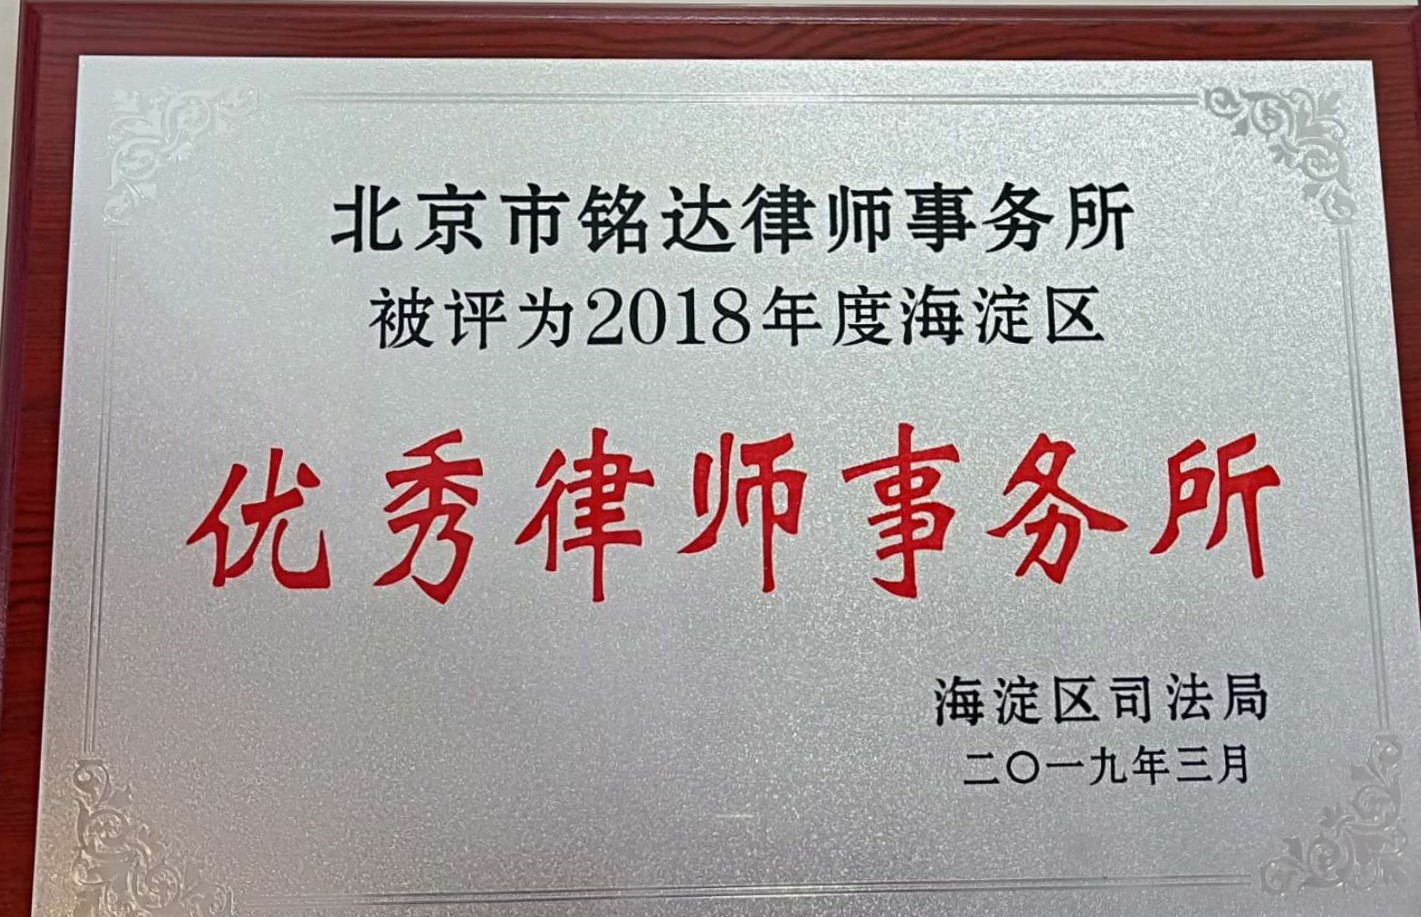 北京市铭达律师事务所
被评为2018年度海淀区
优秀律师事务所
海淀区司法局
二〇一九年三月